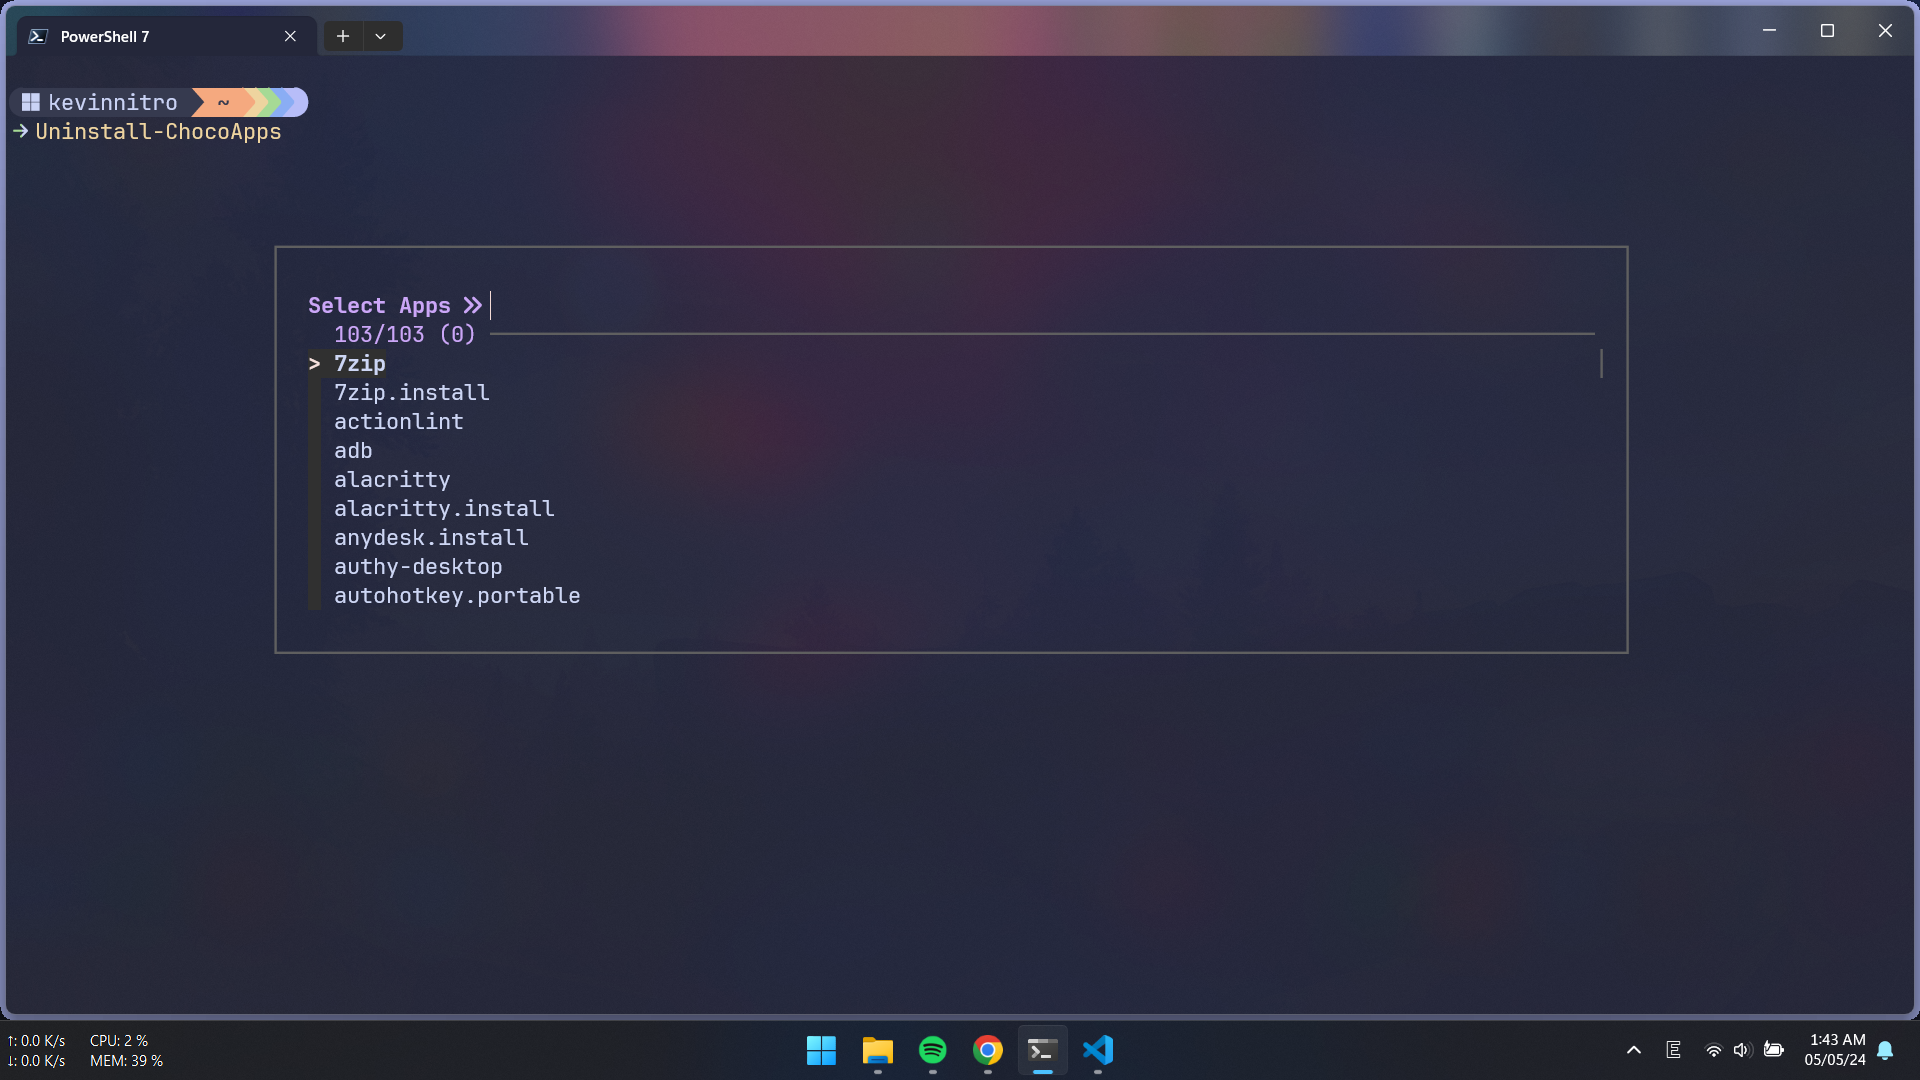 PowerShell 7
kevinnitro ~
→ Uninstall-ChocoApps
Select Apps »
103/103 (0)
> 7zip
7zip.install
actionlint
adb
alacritty
alacritty.install
anydesk.install
authy-desktop
autohotkey.portable
↑: 0.0 K/s CPU: 2 %
↓: 0.0 K/s MEM: 39 %
E
1:43 AM
05/05/24